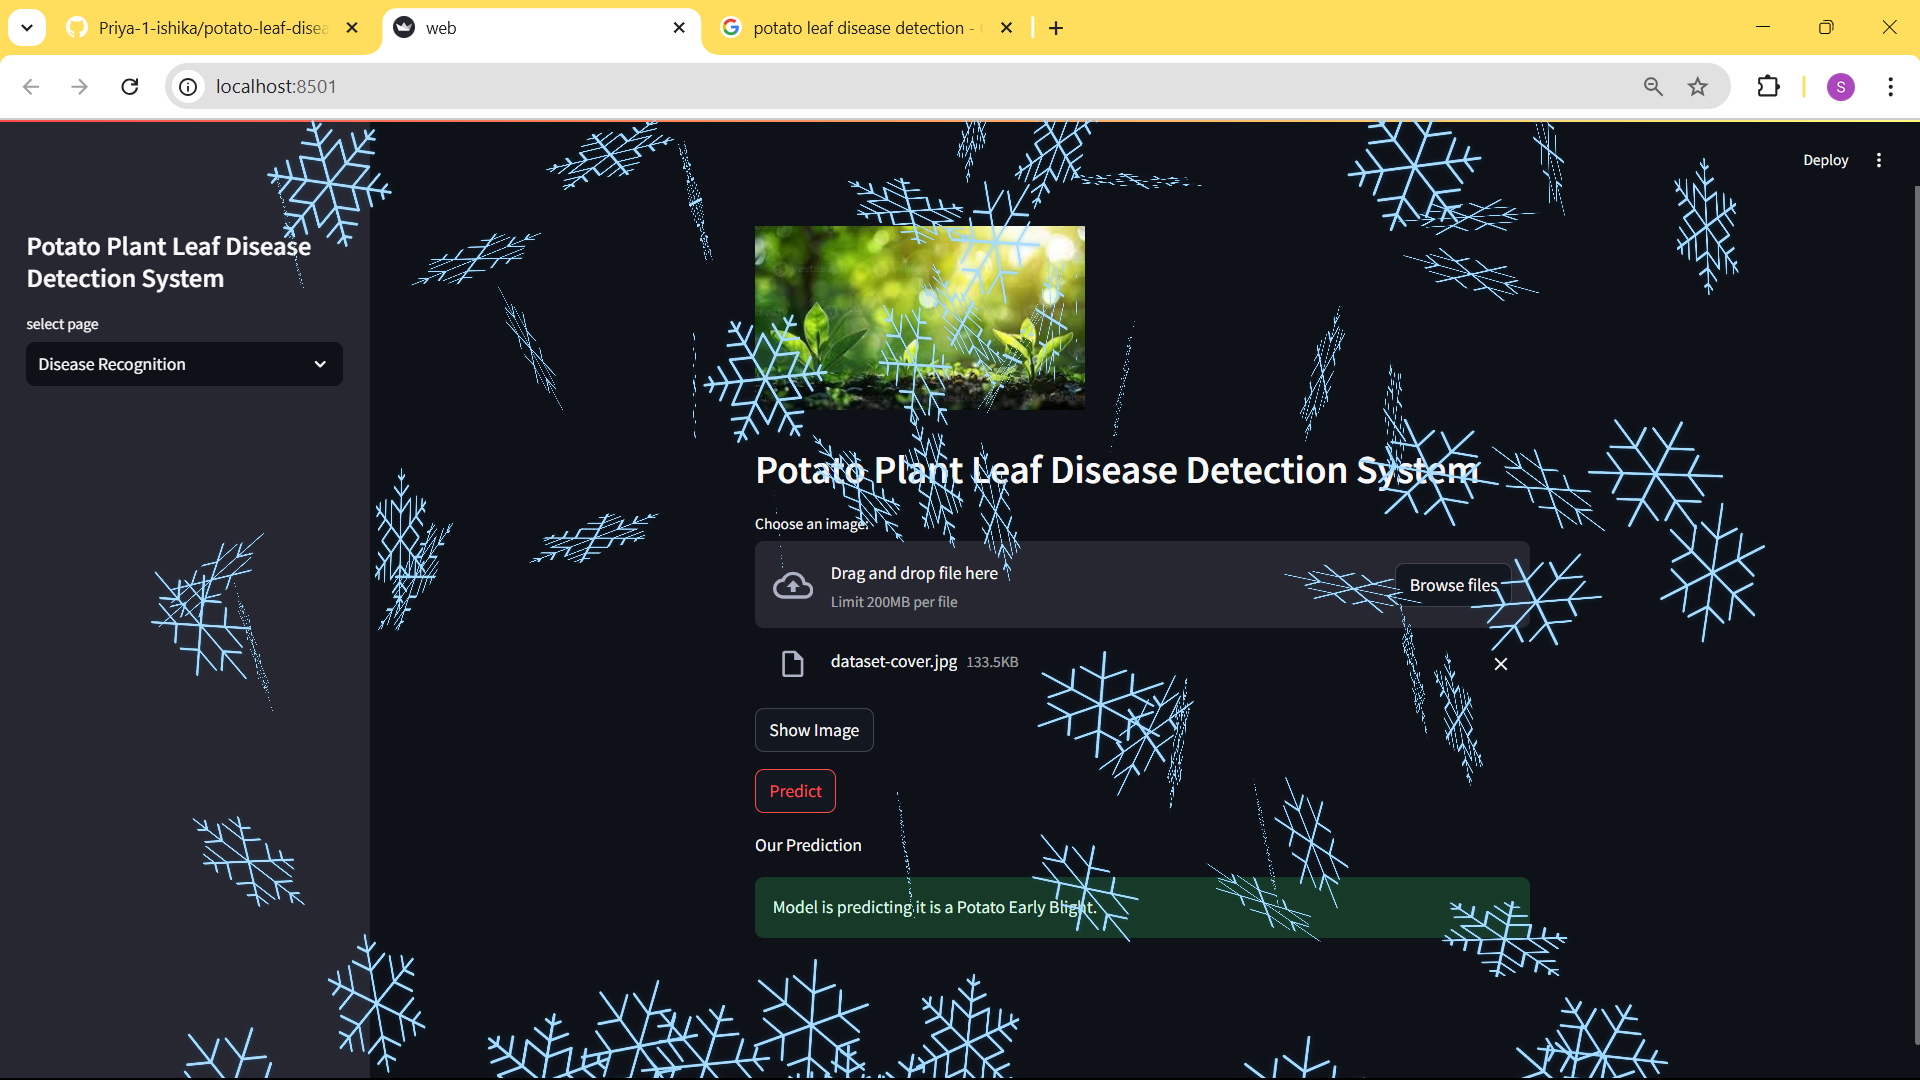 Priya-1-ishika/potato-leaf-disea
web
potato leaf disease detection -
localhost:8501
S
Deploy
Potato Plant Leaf Disease
Detection System
select page
Disease Recognition
Potato Plant Leaf Disease Detection System
Choose an image:
Drag and drop file here
Limit 200MB per file
Browse files
dataset-cover.jpg 133.5KB
Show Image
Predict
Our Prediction
Model is predicting it is a Potato Early Blight.